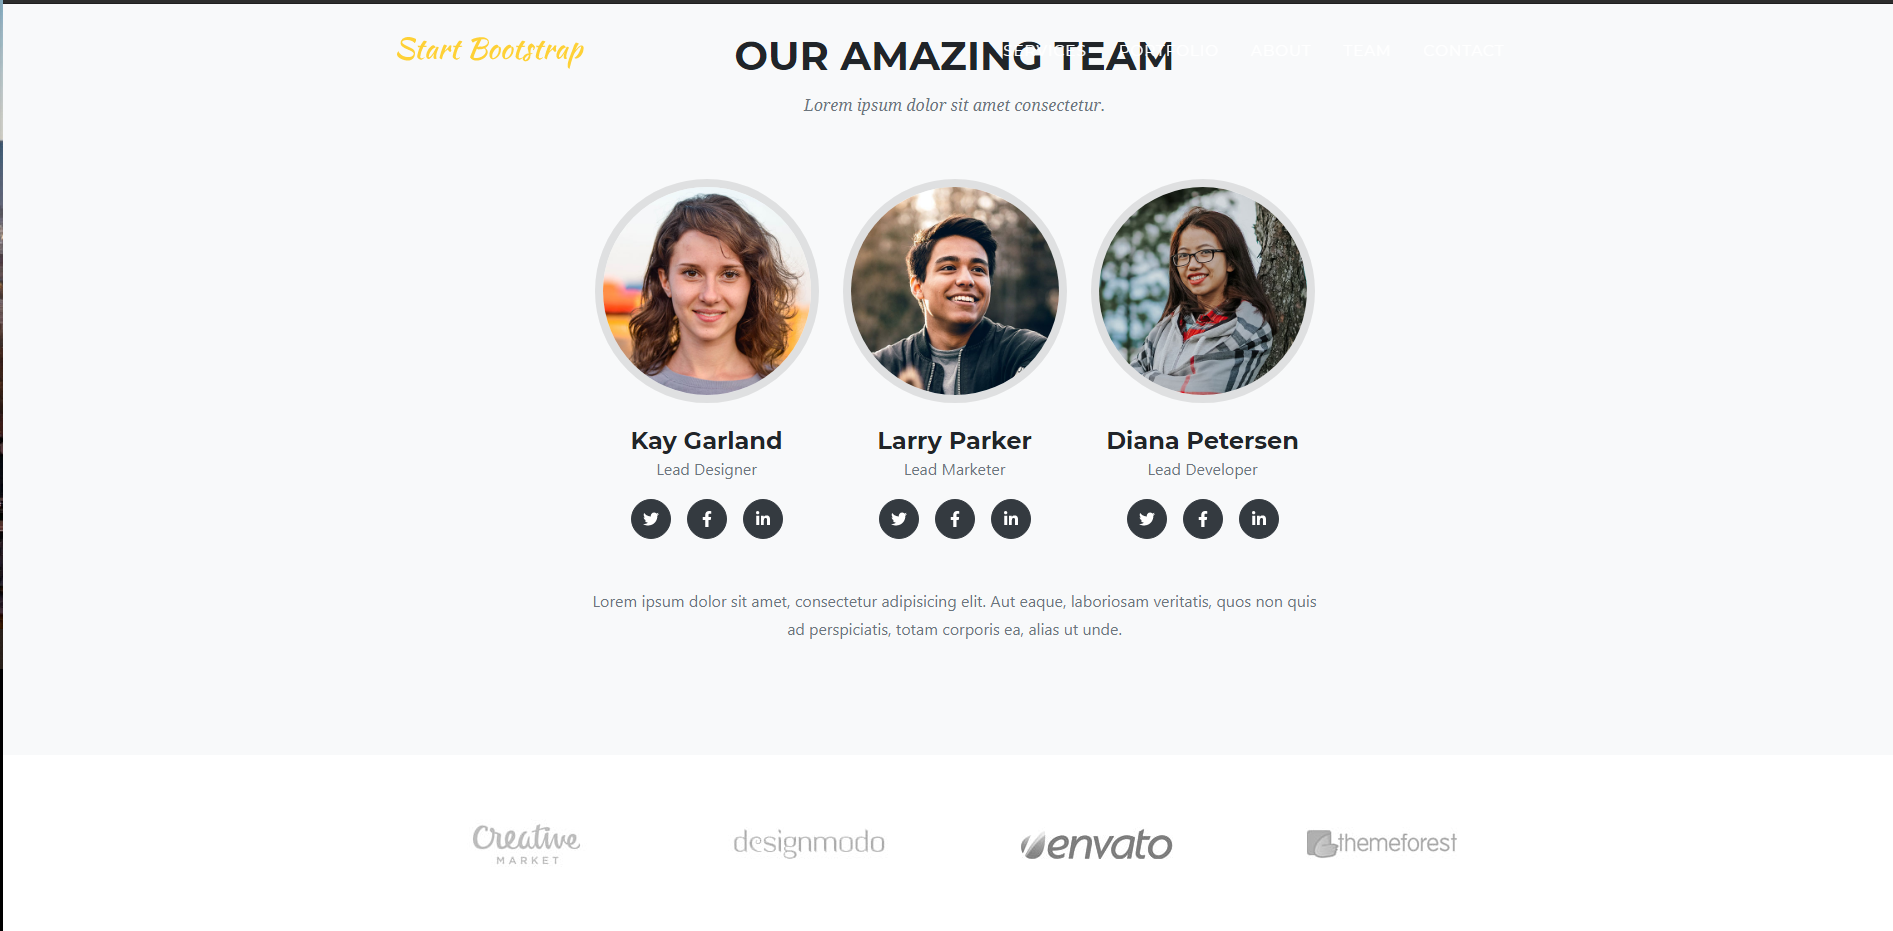 Start Bootstrap
SERVICES PORTFOLIO ABOUT TEAM CONTACT
OUR AMAZING TEAM
Lorem ipsum dolor sit amet consectetur.
Kay Garland
Lead Designer
Larry Parker
Lead Marketer
Diana Petersen
Lead Developer
Lorem ipsum dolor sit amet, consectetur adipisicing elit. Aut eaque, laboriosam veritatis, quos non quis
ad perspiciatis, totam corporis ea, alias ut unde.
Creative
MARKET
designmodo
envato
themeforest